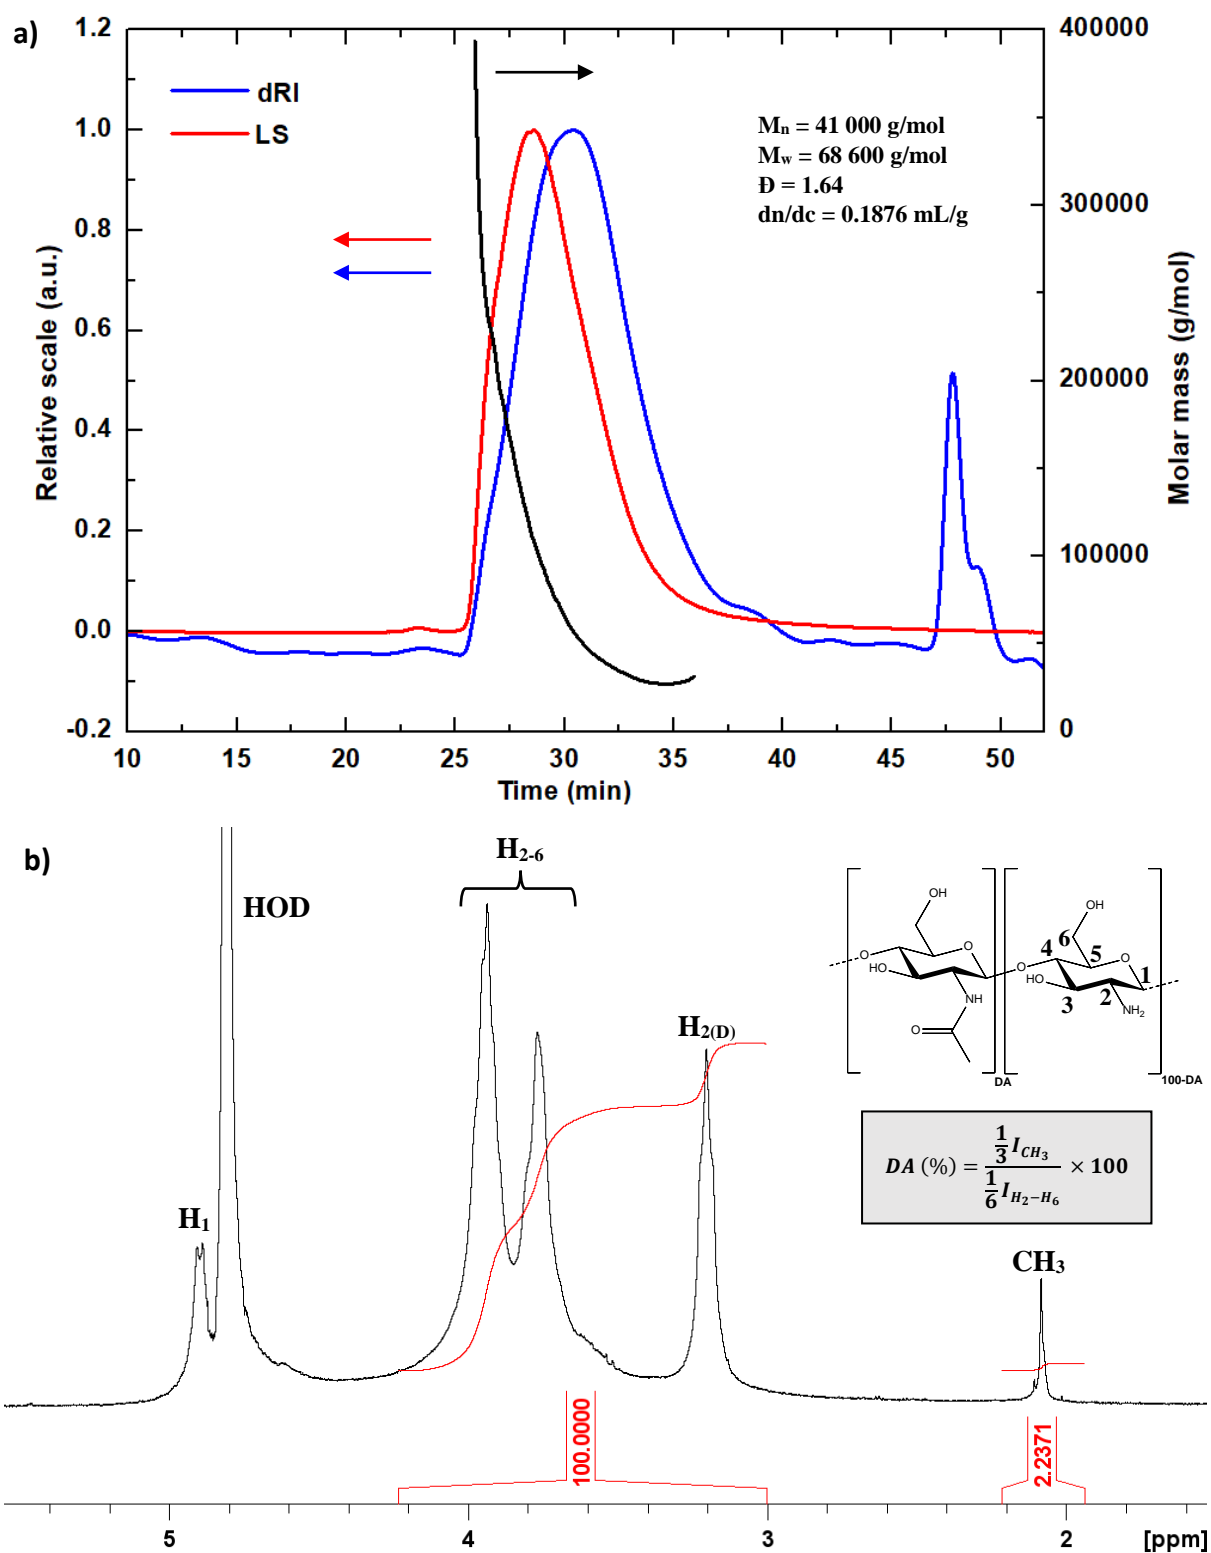 a)
1.2
1.0
0.8
0.6
0.4
0.2
0.0
-0.2
Relative scale (a.u.)
dRI
LS
Mn = 41 000 g/mol
Mw = 68 600 g/mol
Đ = 1.64
dn/dc = 0.1876 mL/g
400000
300000
200000
100000
0
Molar mass (g/mol)
10 15 20 25 30 35 40 45 50
Time (min)
b)
H2-6
HOD
H2(D)
H1
CH3
OH
O
HO
NH
O
O
OH
6
4
5
O
1
HO
3
2
NH2
DA
100-DA
DA (%) = (1/3 I_CH3) / (1/6 I_H2−H6) × 100
100.0000
2.2371
5 4 3 2 [ppm]